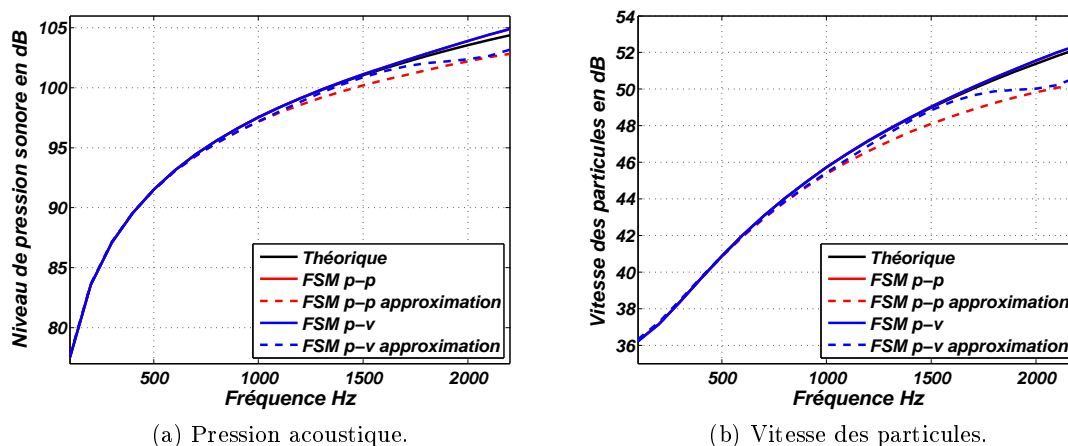 105
100
95
90
85
80
Niveau de pression sonore en dB
500
1000
1500
2000
Fréquence Hz
Théorique
FSM p−p
FSM p−p approximation
FSM p−v
FSM p−v approximation
(a) Pression acoustique.
54
52
50
48
46
44
42
40
38
36
Vitesse des particules en dB
500
1000
1500
2000
Fréquence Hz
Théorique
FSM p−p
FSM p−p approximation
FSM p−v
FSM p−v approximation
(b) Vitesse des particules.